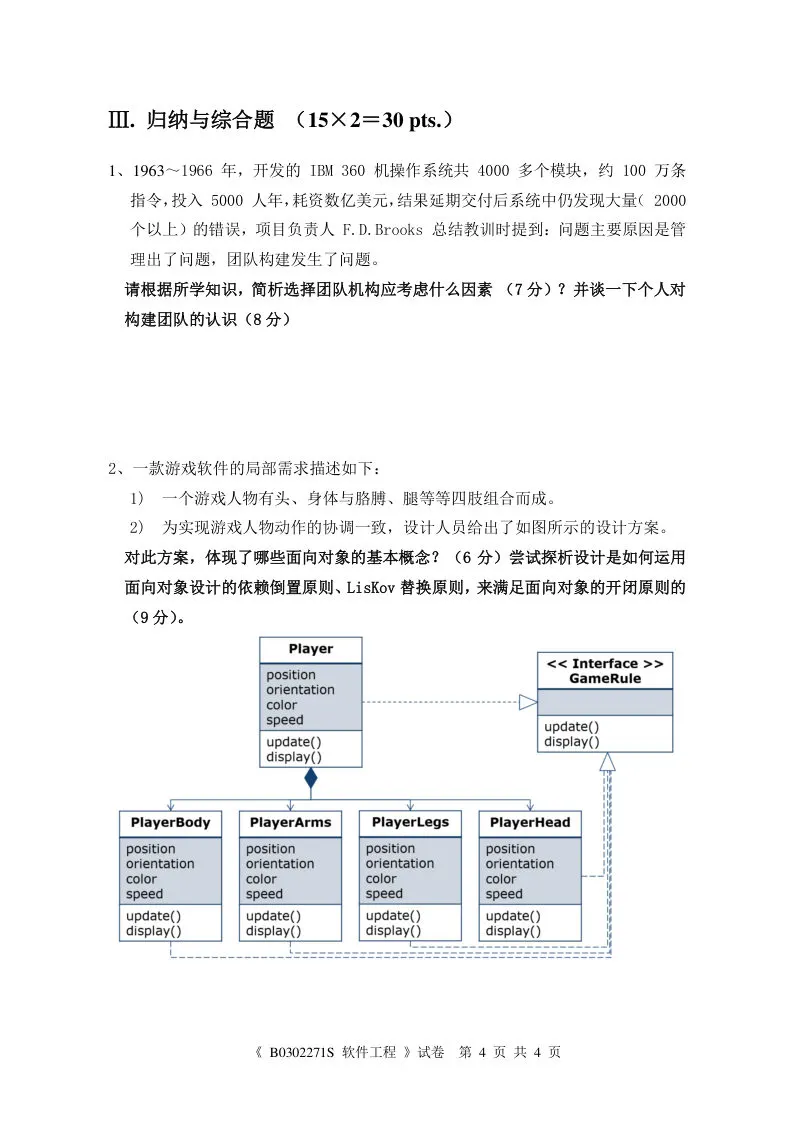 Ⅲ. 归纳与综合题 （15×2＝30 pts.）
1、1963～1966 年，开发的 IBM 360 机操作系统共 4000 多个模块，约 100 万条
指令，投入 5000 人年，耗资数亿美元，结果延期交付后系统中仍发现大量（ 2000
个以上）的错误，项目负责人 F.D.Brooks 总结教训时提到：问题主要原因是管
理出了问题，团队构建发生了问题。
请根据所学知识，简析选择团队机构应考虑什么因素 （7 分）？并谈一下个人对
构建团队的认识（8 分）
2、一款游戏软件的局部需求描述如下：
1） 一个游戏人物有头、身体与胳膊、腿等等四肢组合而成。
2） 为实现游戏人物动作的协调一致，设计人员给出了如图所示的设计方案。
对此方案，体现了哪些面向对象的基本概念？（6 分）尝试探析设计是如何运用
面向对象设计的依赖倒置原则、LisKov 替换原则，来满足面向对象的开闭原则的
（9 分）。
Player
position
orientation
color
speed
update()
display()
<< Interface >>
GameRule
update()
display()
PlayerBody
position
orientation
color
speed
update()
display()
PlayerArms
position
orientation
color
speed
update()
display()
PlayerLegs
position
orientation
color
speed
update()
display()
PlayerHead
position
orientation
color
speed
update()
display()
《 B0302271S 软件工程 》试卷 第 4 页 共 4 页